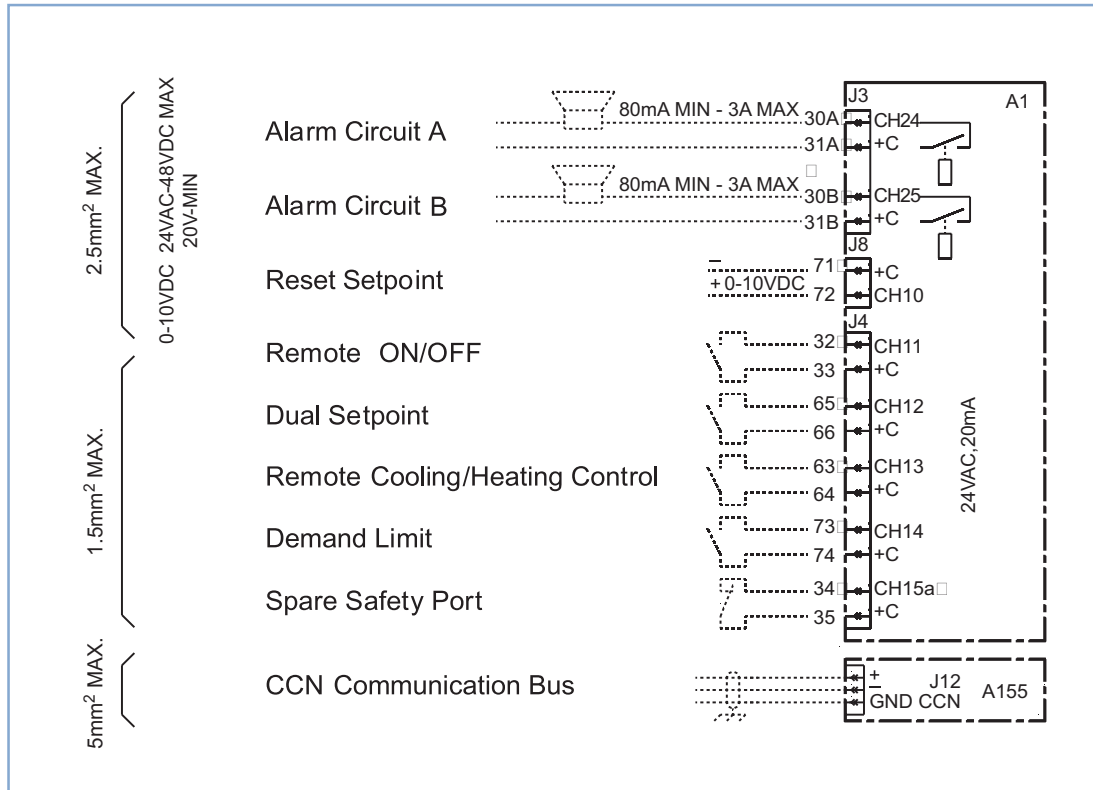 2.5mm² MAX.
0-10VDC 24VAC-48VDC MAX
20V-MIN
1.5mm² MAX.
5mm² MAX.
Alarm Circuit A
80mA MIN - 3A MAX
30A
31A
J3
CH24
+C
A1
Alarm Circuit B
80mA MIN - 3A MAX
30B
31B
CH25
+C
Reset Setpoint
–
+ 0-10VDC
71
72
J8
+C
CH10
J4
Remote ON/OFF
32
33
CH11
+C
Dual Setpoint
65
66
CH12
+C
Remote Cooling/Heating Control
63
64
CH13
+C
Demand Limit
73
74
CH14
+C
Spare Safety Port
34
35
CH15a
+C
24VAC,20mA
CCN Communication Bus
+
–
GND CCN
J12
A155